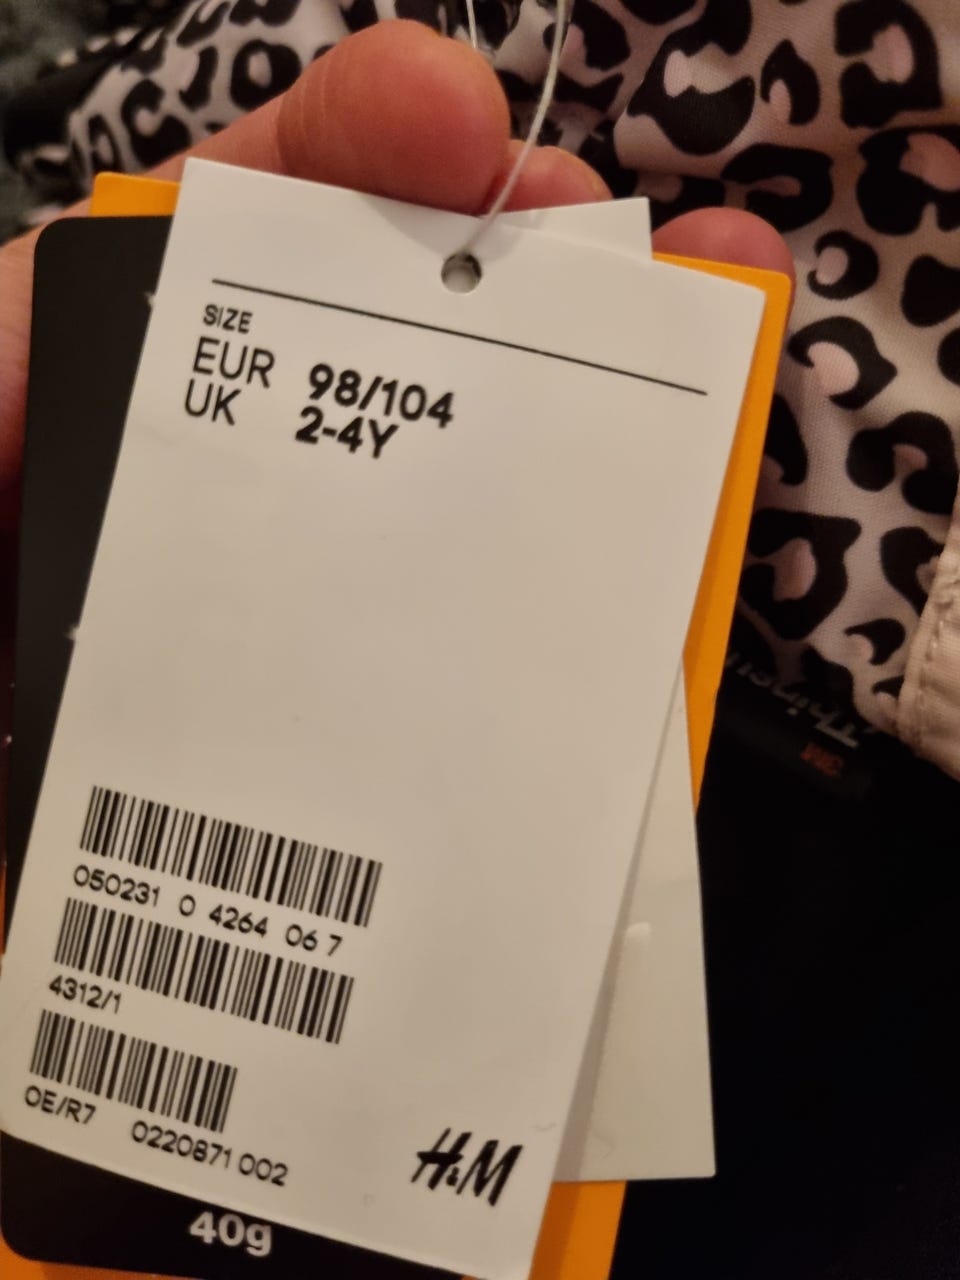 SIZE
EUR 98/104
UK 2-4Y
050231 0 4264 06 7
4312/1
OE/R7 0220871 002
H&M
40g
3M